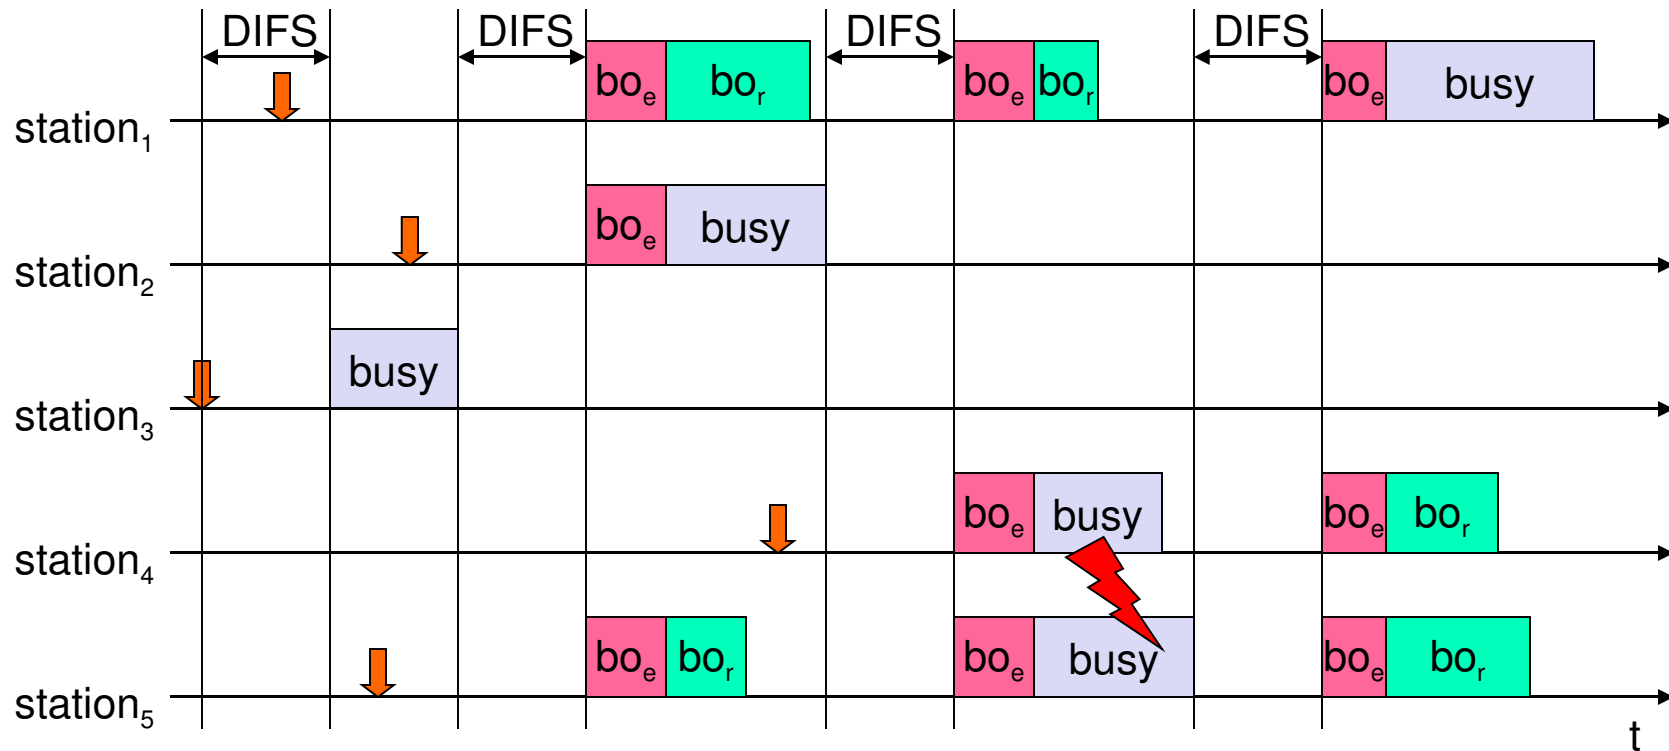 DIFS DIFS DIFS DIFS
boe bor boe bor boe busy
station1
boe busy
station2
busy
station3
boe busy boe bor
station4
boe bor boe busy boe bor
station5
t